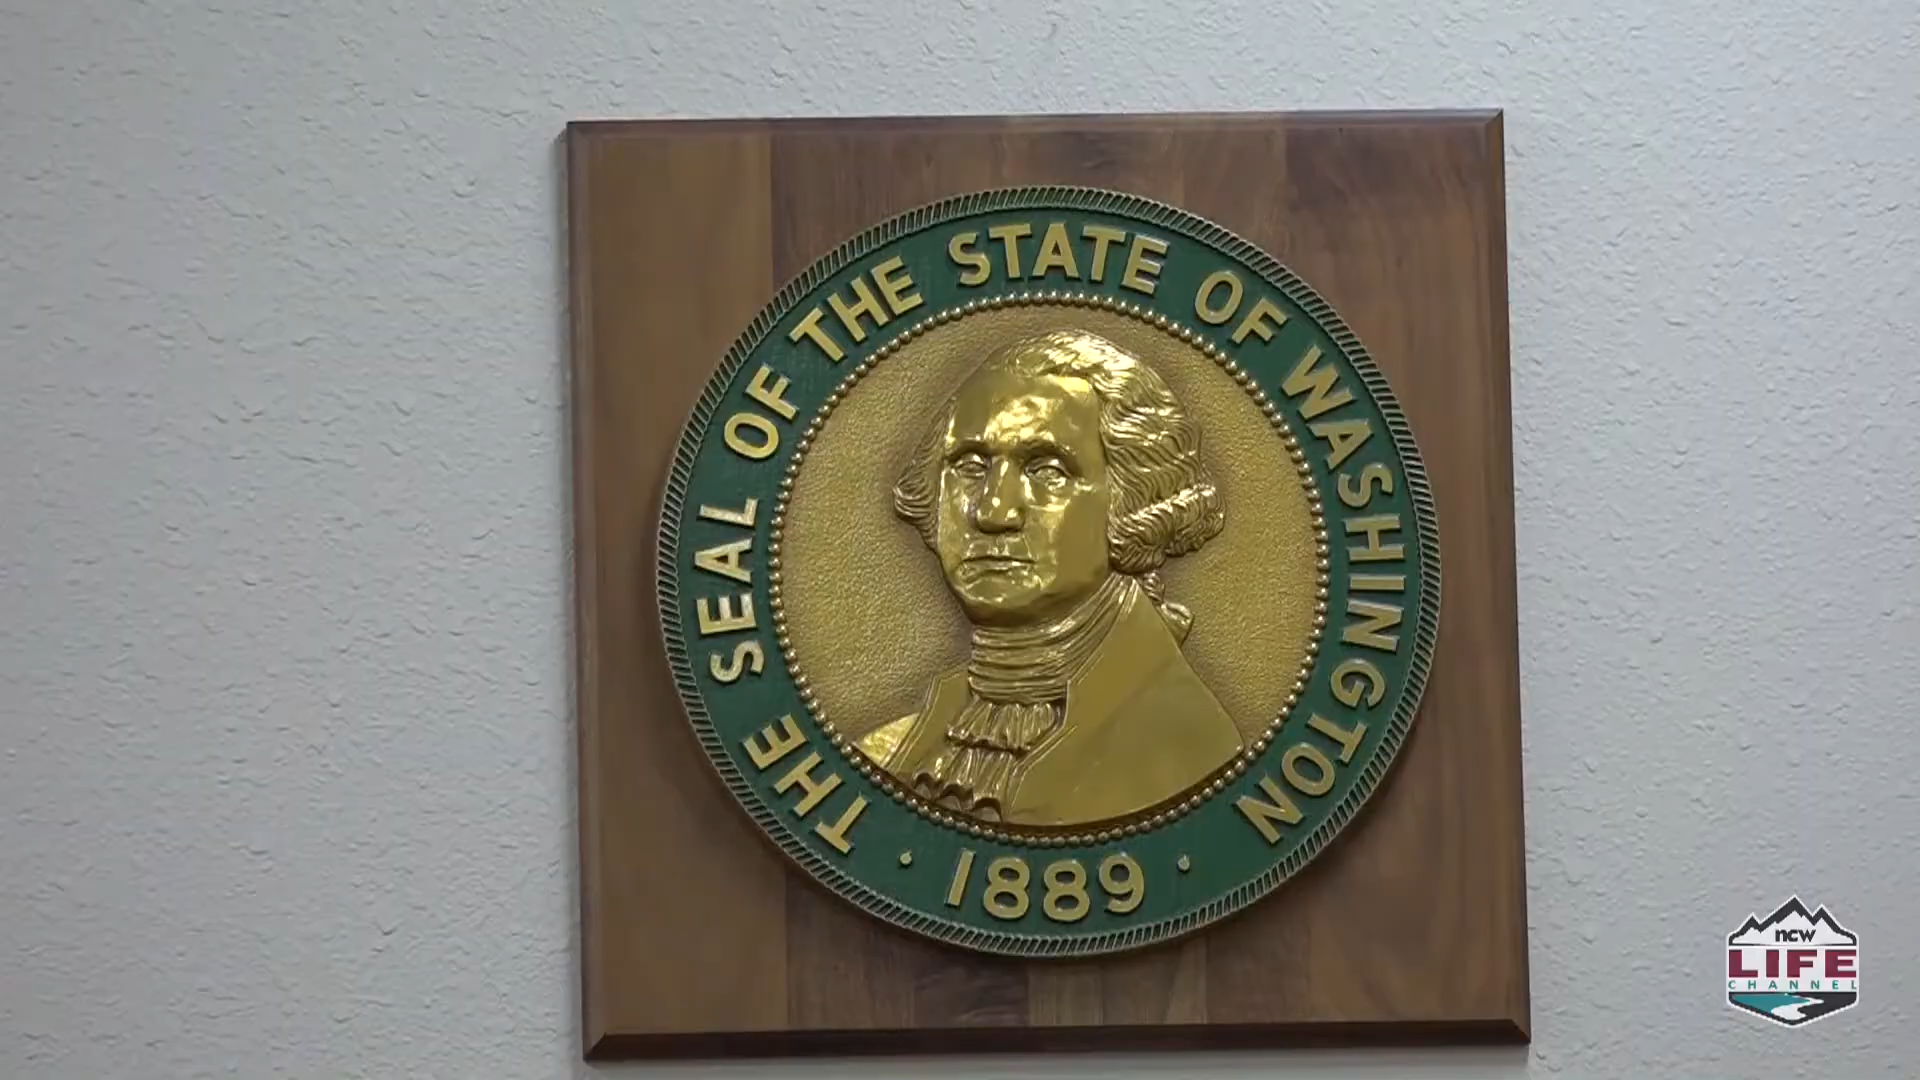 THE SEAL OF THE STATE OF WASHINGTON
· 1889 ·
ncw
LIFE
CHANNEL